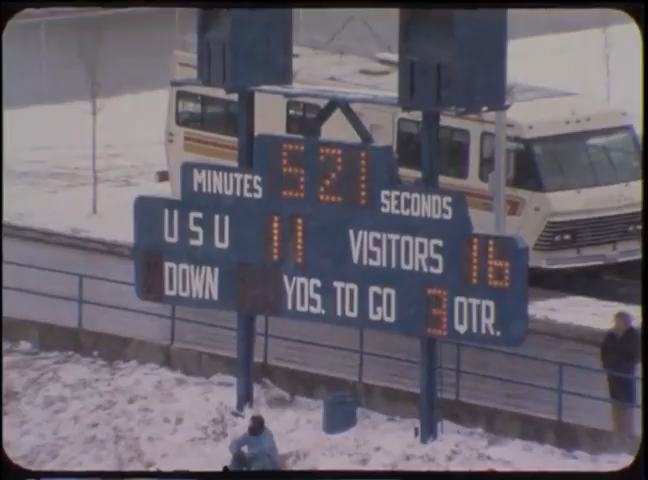 MINUTES 521 SECONDS
USU 11 VISITORS 16
DOWN YDS. TO GO 3 QTR.